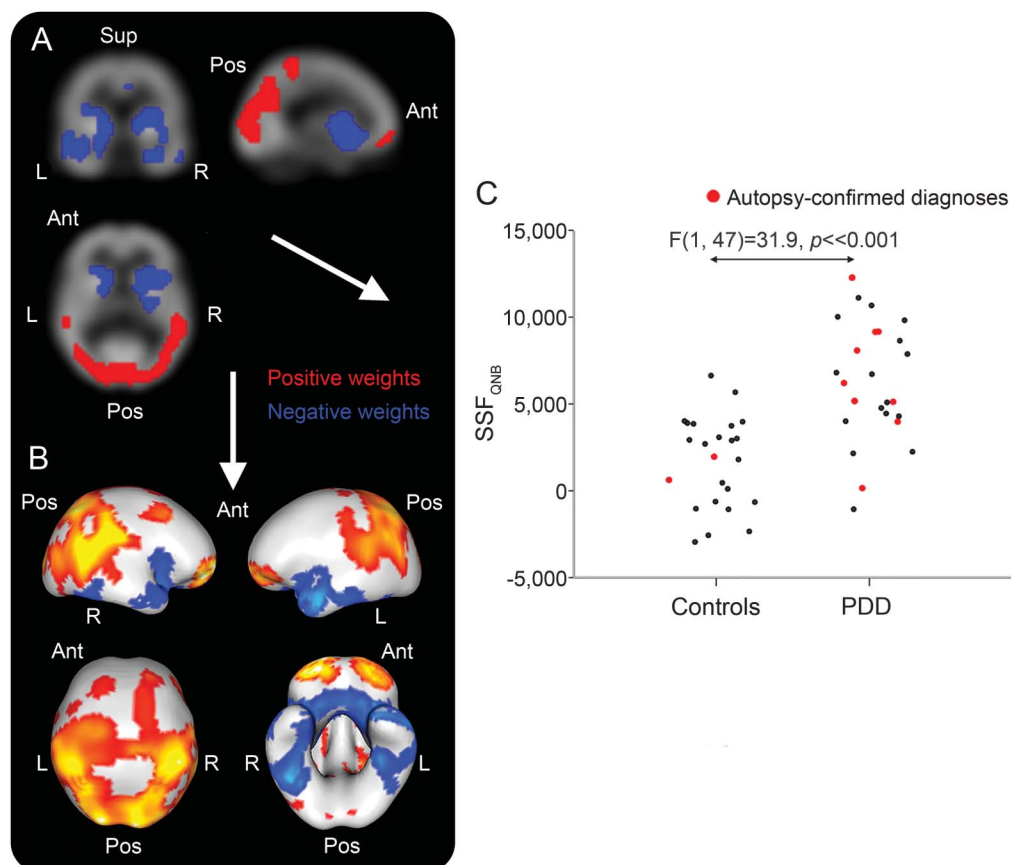 A
Sup
Pos
Ant
L
R
Ant
L
R
Pos
Positive weights
Negative weights
B
Pos
Ant
Pos
R
L
Ant
Ant
L
R
R
L
Pos
Pos
C
Autopsy-confirmed diagnoses
F(1, 47)=31.9, p<<0.001
15,000
10,000
5,000
0
-5,000
SSF QNB
Controls
PDD